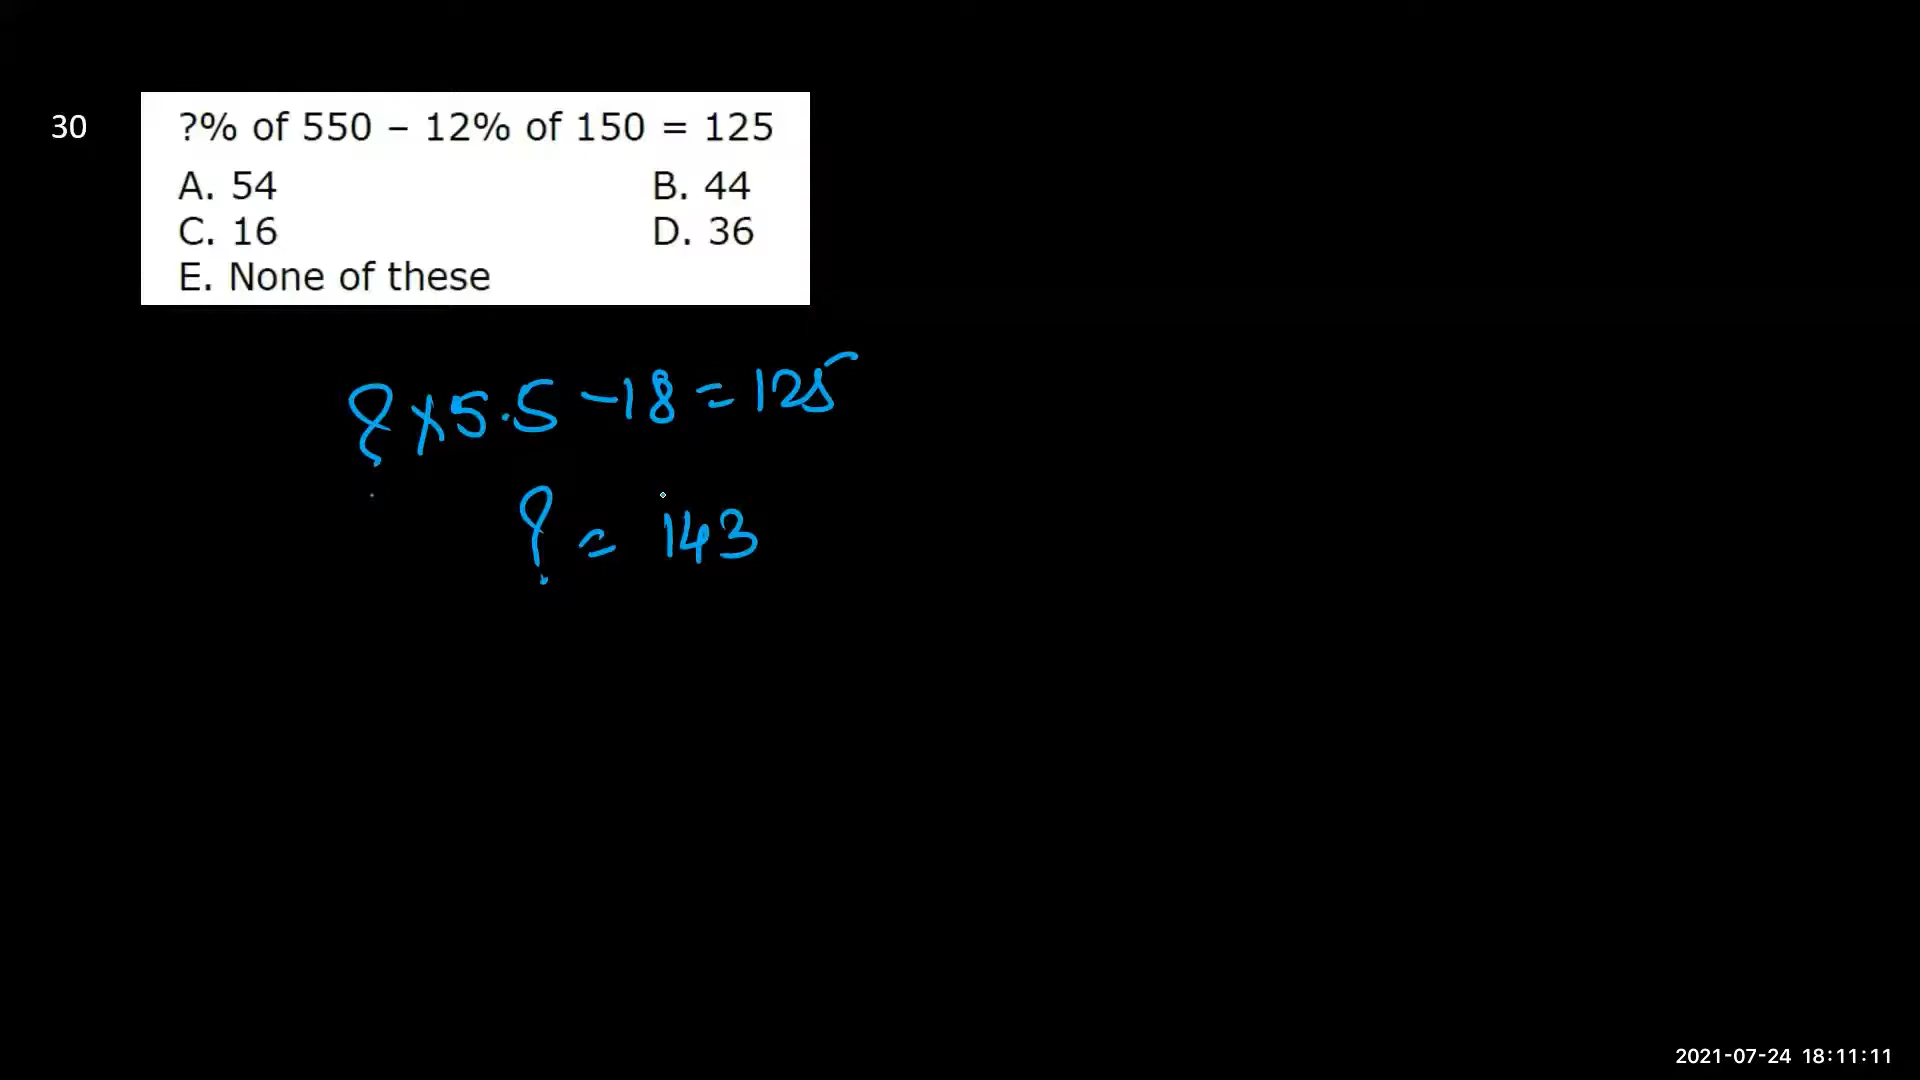 30
?% of 550 – 12% of 150 = 125
A. 54 B. 44
C. 16 D. 36
E. None of these
? x 5.5 - 18 = 125
? = 143
2021-07-24 18:11:11